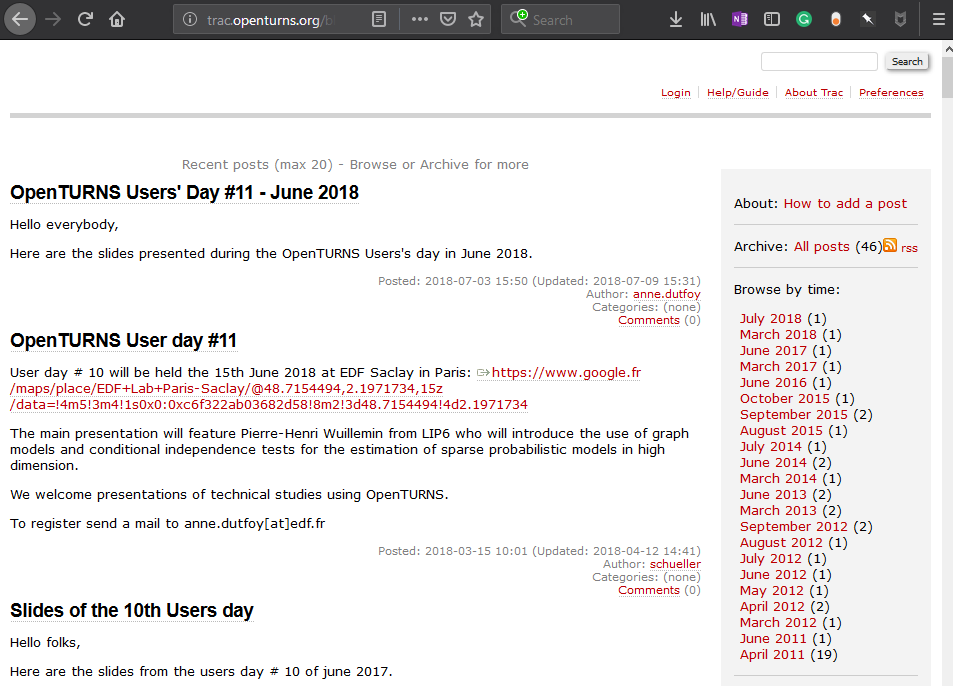 trac.openturns.org/b
Search
Search
Login
Help/Guide
About Trac
Preferences
Recent posts (max 20) - Browse or Archive for more
OpenTURNS Users' Day #11 - June 2018
Hello everybody,
Here are the slides presented during the OpenTURNS Users's day in June 2018.
Posted: 2018-07-03 15:50 (Updated: 2018-07-09 15:31)
Author: anne.dutfoy
Categories: (none)
Comments (0)
OpenTURNS User day #11
User day # 10 will be held the 15th June 2018 at EDF Saclay in Paris: https://www.google.fr
/maps/place/EDF+Lab+Paris-Saclay/@48.7154494,2.1971734,15z
/data=!4m5!3m4!1s0x0:0xc6f322ab03682d58!8m2!3d48.7154494!4d2.1971734
The main presentation will feature Pierre-Henri Wuillemin from LIP6 who will introduce the use of graph
models and conditional independence tests for the estimation of sparse probabilistic models in high
dimension.
We welcome presentations of technical studies using OpenTURNS.
To register send a mail to anne.dutfoy[at]edf.fr
Posted: 2018-03-15 10:01 (Updated: 2018-04-12 14:41)
Author: schueller
Categories: (none)
Comments (0)
Slides of the 10th Users day
Hello folks,
Here are the slides from the users day # 10 of june 2017.
About: How to add a post
Archive: All posts (46) rss
Browse by time:
July 2018 (1)
March 2018 (1)
June 2017 (1)
March 2017 (1)
June 2016 (1)
October 2015 (1)
September 2015 (2)
August 2015 (1)
July 2014 (1)
June 2014 (2)
March 2014 (1)
June 2013 (2)
March 2013 (2)
September 2012 (2)
August 2012 (1)
July 2012 (1)
June 2012 (1)
May 2012 (1)
April 2012 (2)
March 2012 (1)
June 2011 (1)
April 2011 (19)